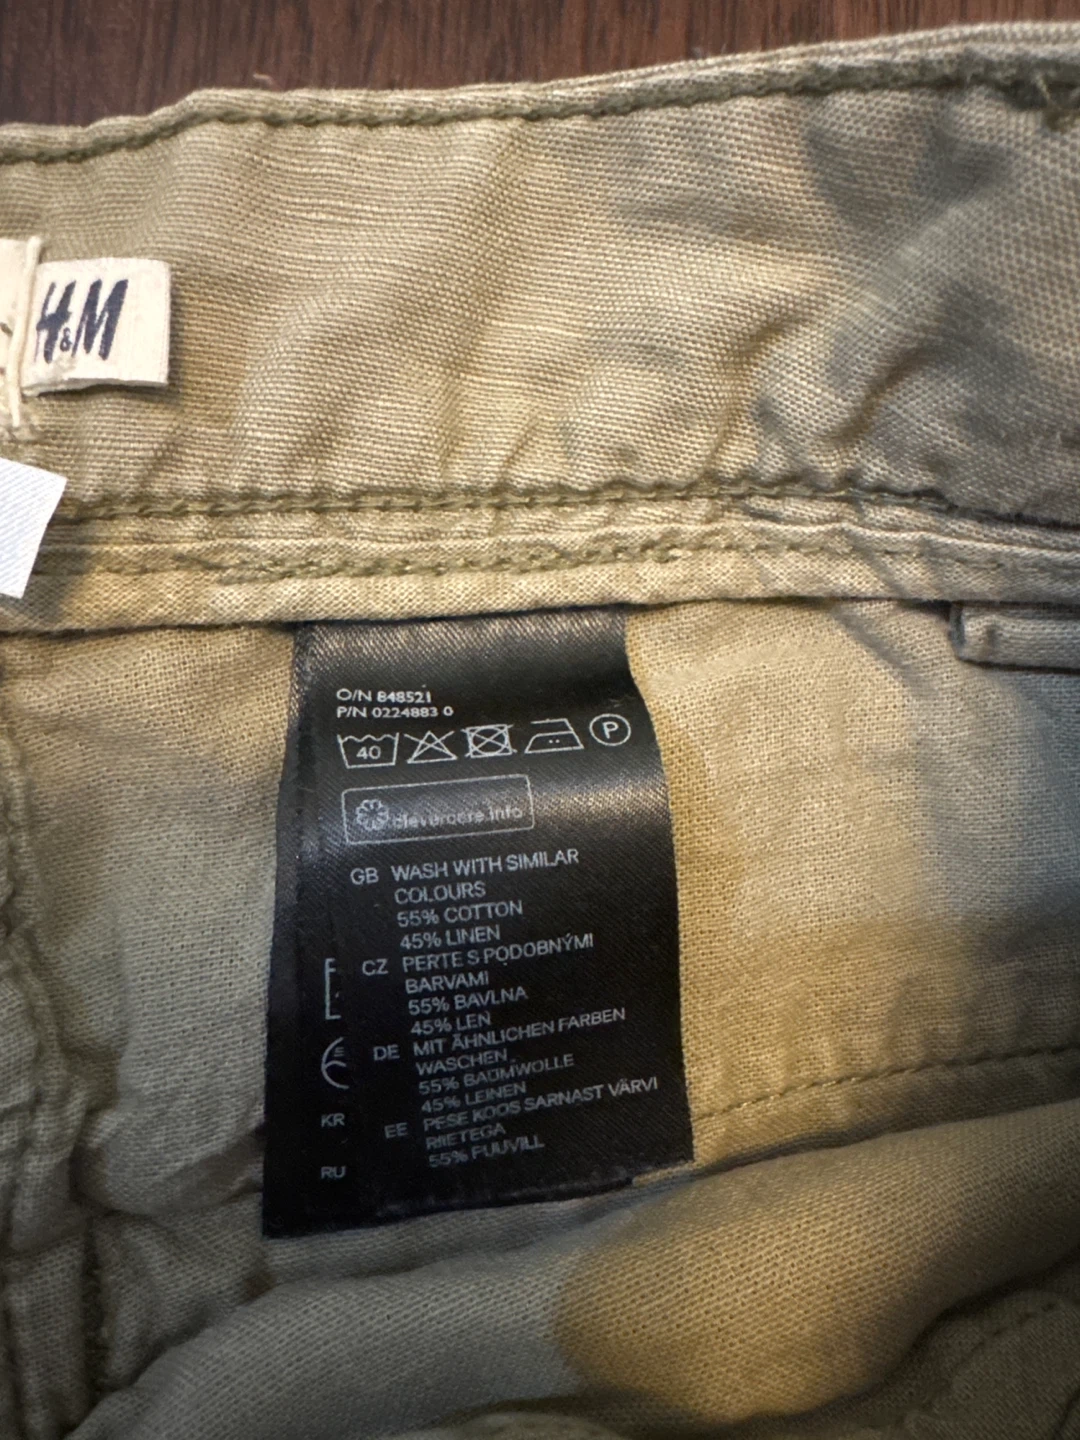 H&M
O/N 848521
P/N 0224883 0
40
P
clevercare.info
GB WASH WITH SIMILAR
COLOURS
55% COTTON
45% LINEN
CZ PERTE S PODOBNÝMI
BARVAMI
55% BAVLNA
45% LEN
DE MIT ÄHNLICHEN FARBEN
WASCHEN
55% BAUMWOLLE
45% LEINEN
EE PESE KOOS SARNAST VÄRVI
RIIETEGA
55% PUUVILL
KR
RU